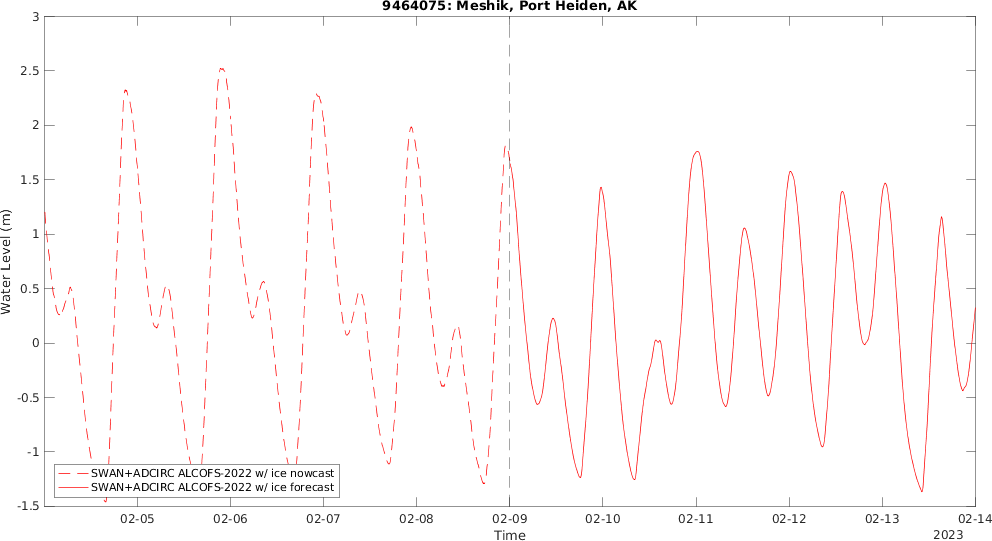 9464075: Meshik, Port Heiden, AK
3
2.5
2
1.5
1
0.5
0
-0.5
-1
-1.5
Water Level (m)
SWAN+ADCIRC ALCOFS-2022 w/ ice nowcast
SWAN+ADCIRC ALCOFS-2022 w/ ice forecast
02-05 02-06 02-07 02-08 02-09 02-10 02-11 02-12 02-13 02-14
Time
2023